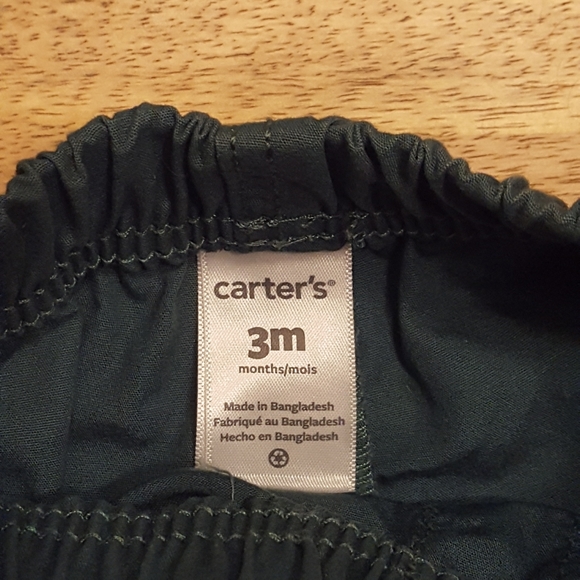 carter's®
3m
months/mois
Made in Bangladesh
Fabriqué au Bangladesh
Hecho en Bangladesh